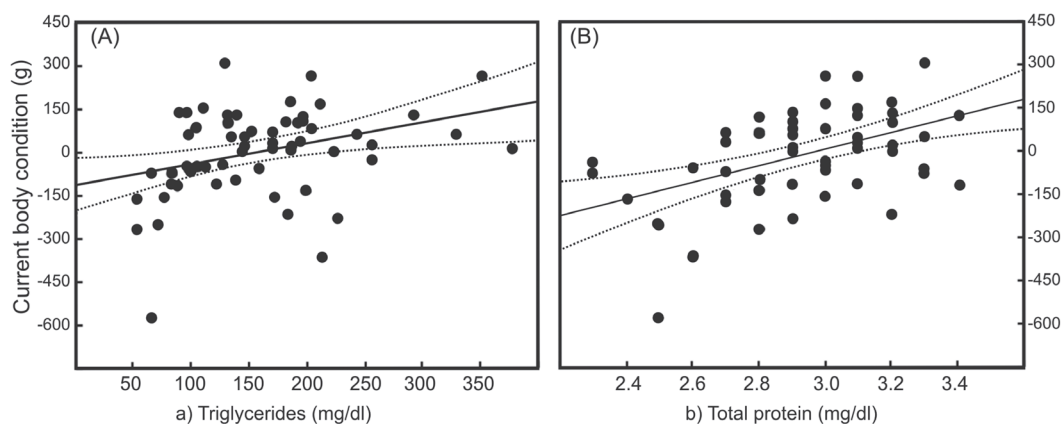 450 (A) (B) 450
300 300
150 150
0 0
-150 -150
-300 -300
-450 -450
-600 -600
Current body condition (g)
50 100 150 200 250 300 350 2.4 2.6 2.8 3.0 3.2 3.4
a) Triglycerides (mg/dl) b) Total protein (mg/dl)